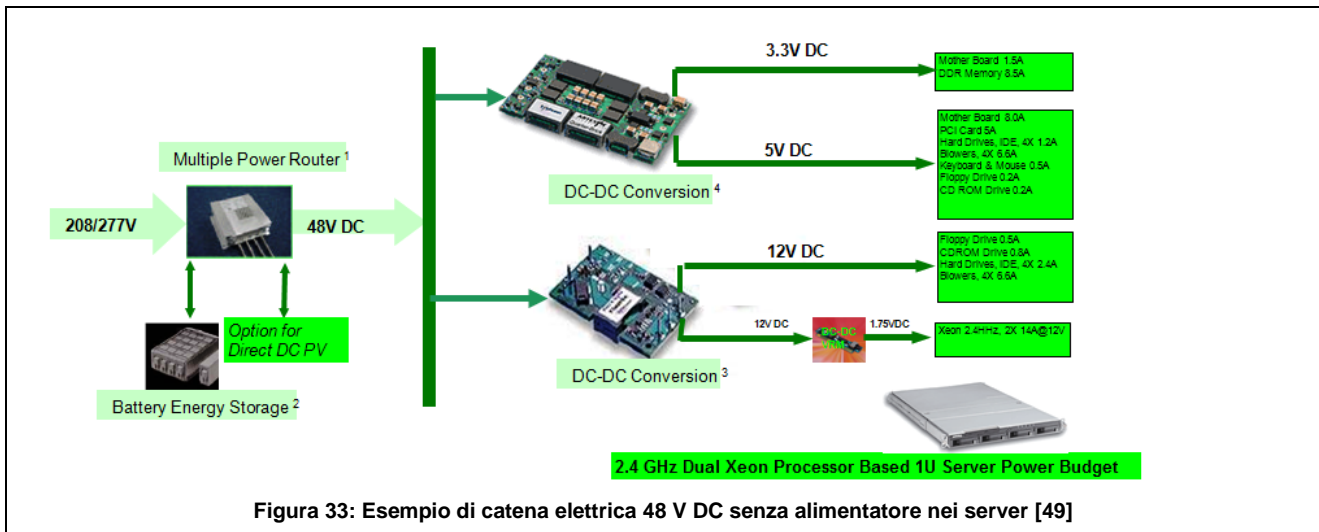 3.3V DC
Mother Board 1.5A
DDR Memory 8.5A
Mother Board 8.0A
PCI Card 5A
Hard Drives, IDE, 4X 1.2A
Blowers, 4X 6.6A
Keyboard & Mouse 0.5A
Floppy Drive 0.2A
CD ROM Drive 0.2A
5V DC
Multiple Power Router 1
DC-DC Conversion 4
208/277V
48V DC
12V DC
Floppy Drive 0.5A
CDROM Drive 0.8A
Hard Drives, IDE, 4X 2.4A
Blowers, 4X 6.6A
Option for
Direct DC PV
12V DC
DC-DC
VRM
1.75VDC
Xeon 2.4HHz, 2X 14A@12V
DC-DC Conversion 3
Battery Energy Storage 2
2.4 GHz Dual Xeon Processor Based 1U Server Power Budget
Figura 33: Esempio di catena elettrica 48 V DC senza alimentatore nei server [49]